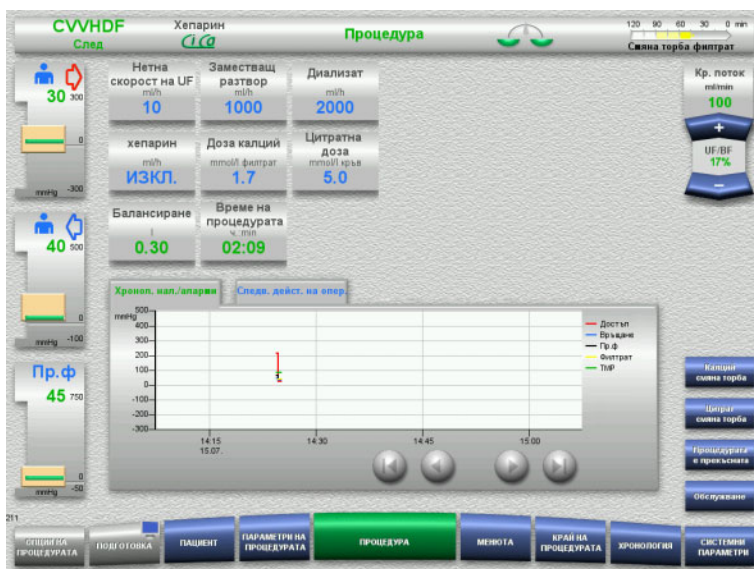 CVVHDF
След
Хепарин
CiCa
Процедура
120 90 60 30 0 min
Смяна торба филтрат
30
300
0
mmHg -300
40
500
0
mmHg -100
Пр.ф
45
750
0
mmHg -50
Нетна
скорост на UF
ml/h
10
Заместващ
разтвор
ml/h
1000
Диализат
ml/h
2000
хепарин
ml/h
ИЗКЛ.
Доза калций
mmol/l филтрат
1.7
Цитратна
доза
mmol/l кръв
5.0
Балансиране
l
0.30
Време на
процедурата
ч. min
02:09
Кр. поток
ml/min
100
+
UF/BF
17%
–
Хронол. нал./аларми
Следв. дейст. на опер.
mmHg
500
400
300
200
100
0
-100
-200
-300
14:15
15.07.
14:30
14:45
15:00
Достъп
Връщане
Пр.ф
Филтрат
TMP
Калций
смяна торба
Цитрат
смяна торба
Процедурата
е прекъсната
Обслужване
211
ОПЦИИ НА
ПРОЦЕДУРАТА
ПОДГОТОВКА
ПАЦИЕНТ
ПАРАМЕТРИ НА
ПРОЦЕДУРАТА
ПРОЦЕДУРА
МЕНЮТА
КРАЙ НА
ПРОЦЕДУРАТА
ХРОНОЛОГИЯ
СИСТЕМНИ
ПАРАМЕТРИ